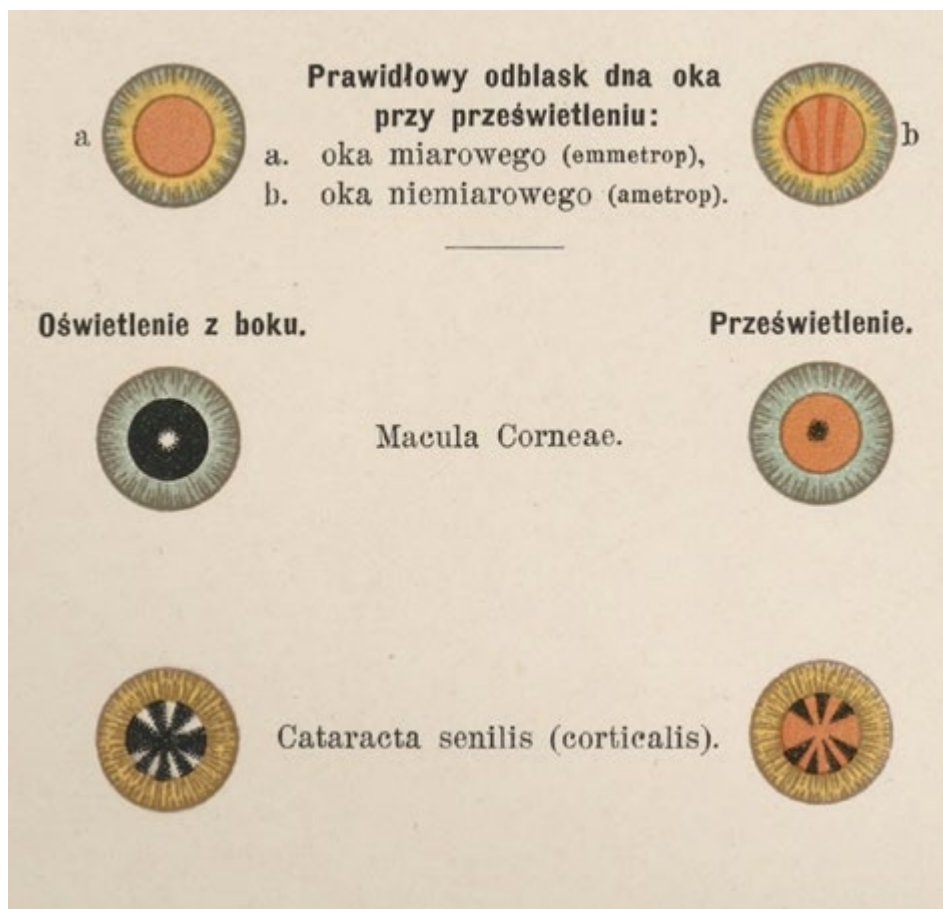 Prawidłowy odblask dna oka
przy prześwietleniu:
a
a. oka miarowego (emmetrop),
b
b. oka niemiarowego (ametrop).
Oświetlenie z boku.
Prześwietlenie.
Macula Corneae.
Cataracta senilis (corticalis).